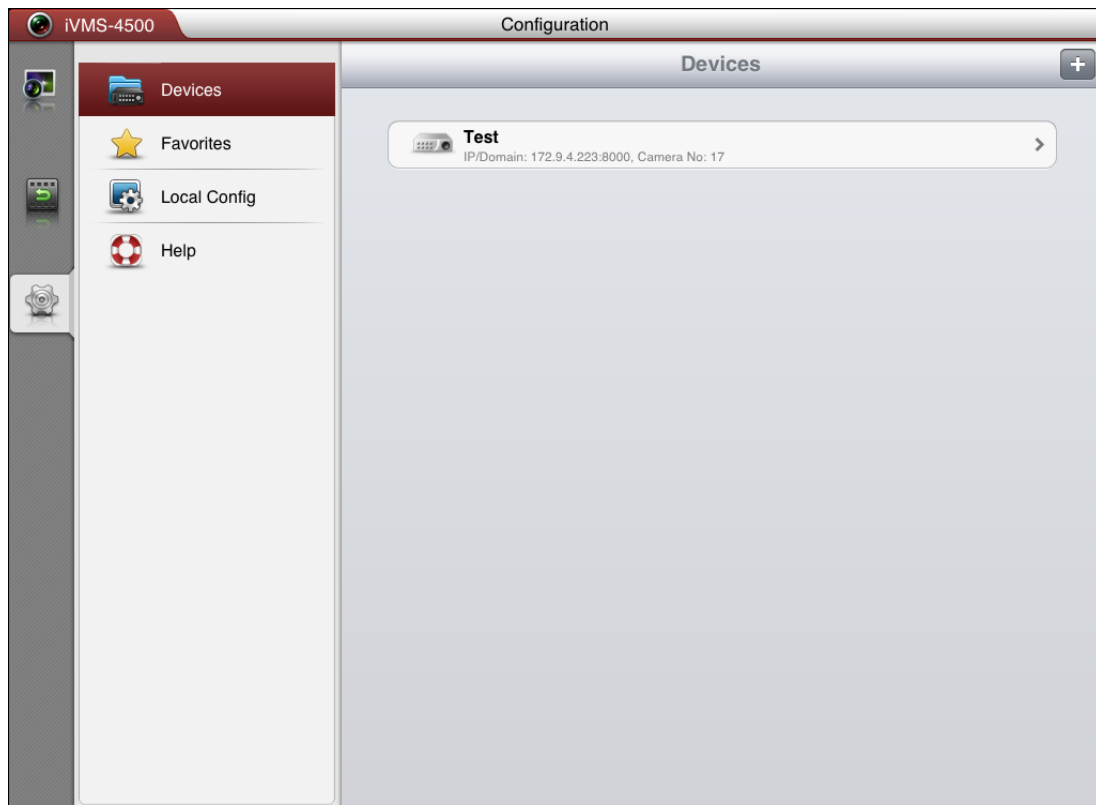 iVMS-4500
Configuration
Devices
Favorites
Local Config
Help
Devices
+
Test
IP/Domain: 172.9.4.223:8000, Camera No: 17